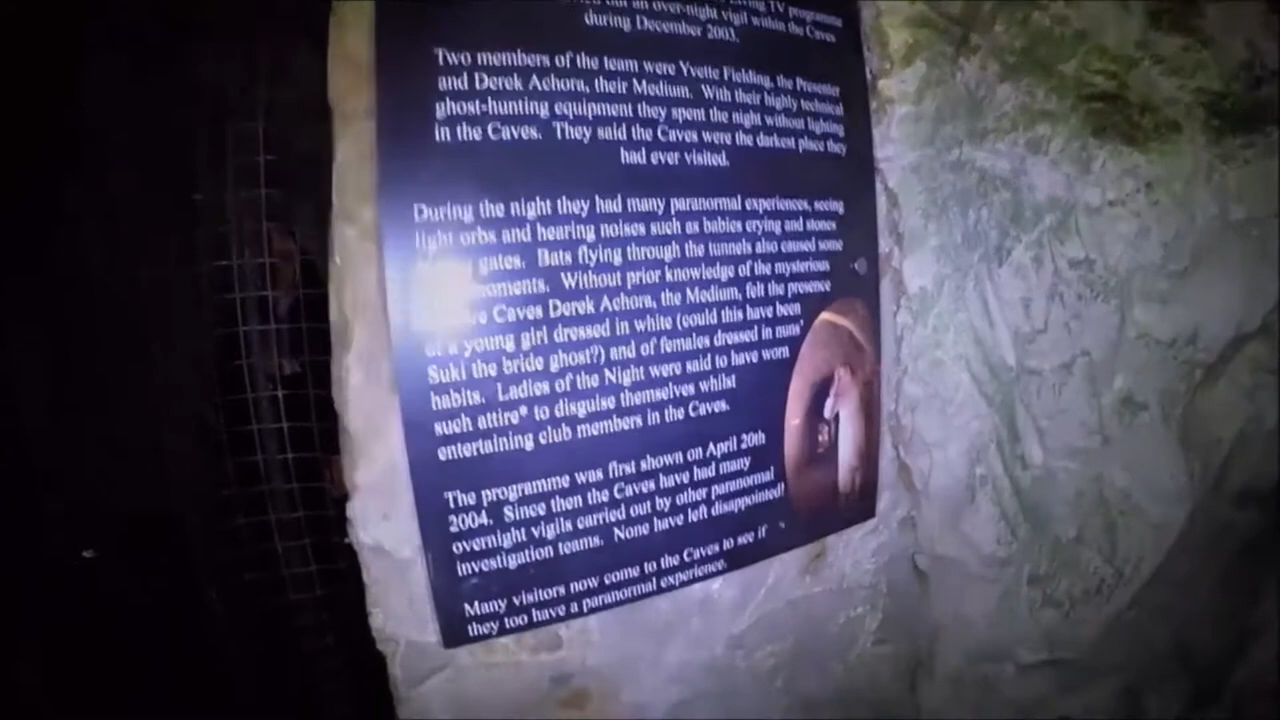 an over-night vigil within the Caves
during December 2003.
Two members of the team were Yvette Fielding, the Presenter
and Derek Achora, their Medium. With their highly technical
ghost-hunting equipment they spent the night without lighting
in the Caves. They said the Caves were the darkest place they
had ever visited.
During the night they had many paranormal experiences, seeing
light orbs and hearing noises such as babies crying and stones
gates. Bats flying through the tunnels also caused some
moments. Without prior knowledge of the mysterious
Caves Derek Achora, the Medium, felt the presence
of a young girl dressed in white (could this have been
Suki the bride ghost?) and of females dressed in nuns'
habits. Ladies of the Night were said to have worn
such attire* to disguise themselves whilst
entertaining club members in the Caves.
The programme was first shown on April 20th
2004. Since then the Caves have had many
overnight vigils carried out by other paranormal
investigation teams. None have left disappointed!
Many visitors now come to the Caves to see if
they too have a paranormal experience.